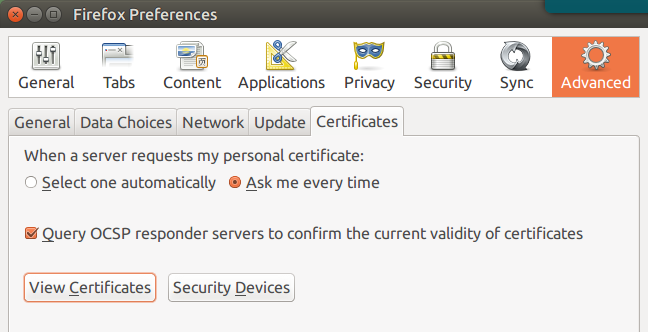 Firefox Preferences
General Tabs Content Applications Privacy Security Sync Advanced
General Data Choices Network Update Certificates
When a server requests my personal certificate:
Select one automatically Ask me every time
Query OCSP responder servers to confirm the current validity of certificates
View Certificates Security Devices